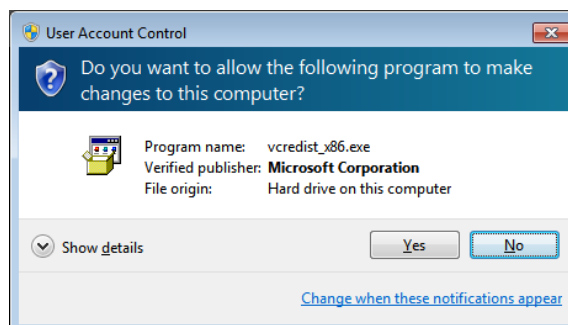 User Account Control
Do you want to allow the following program to make
changes to this computer?
Program name: vcredist_x86.exe
Verified publisher: Microsoft Corporation
File origin: Hard drive on this computer
Show details
Yes
No
Change when these notifications appear